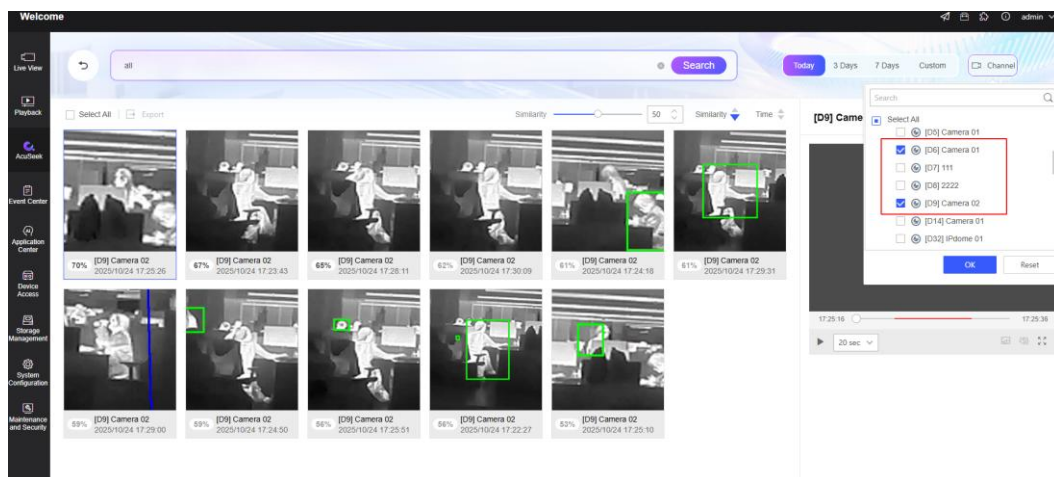 Welcome
admin
Live View
Playback
AcuSeek
Event Center
Application Center
Device Access
Storage Management
System Configuration
Maintenance and Security
all
Search
Today 3 Days 7 Days Custom Channel
Select All Export
Similarity 50 Similarity Time
70% [D9] Camera 02
2025/10/24 17:25:26
67% [D9] Camera 02
2025/10/24 17:23:43
65% [D9] Camera 02
2025/10/24 17:28:11
62% [D9] Camera 02
2025/10/24 17:30:09
61% [D9] Camera 02
2025/10/24 17:24:16
61% [D9] Camera 02
2025/10/24 17:29:31
59% [D9] Camera 02
2025/10/24 17:29:00
59% [D9] Camera 02
2025/10/24 17:24:50
56% [D9] Camera 02
2025/10/24 17:25:51
56% [D9] Camera 02
2025/10/24 17:22:27
53% [D9] Camera 02
2025/10/24 17:25:10
[D9] Came
Search
Select All
[D5] Camera 01
[D6] Camera 01
[D7] 111
[D8] 2222
[D9] Camera 02
[D14] Camera 01
[D32] IPdome 01
OK Reset
17:25:16 17:25:36
20 sec